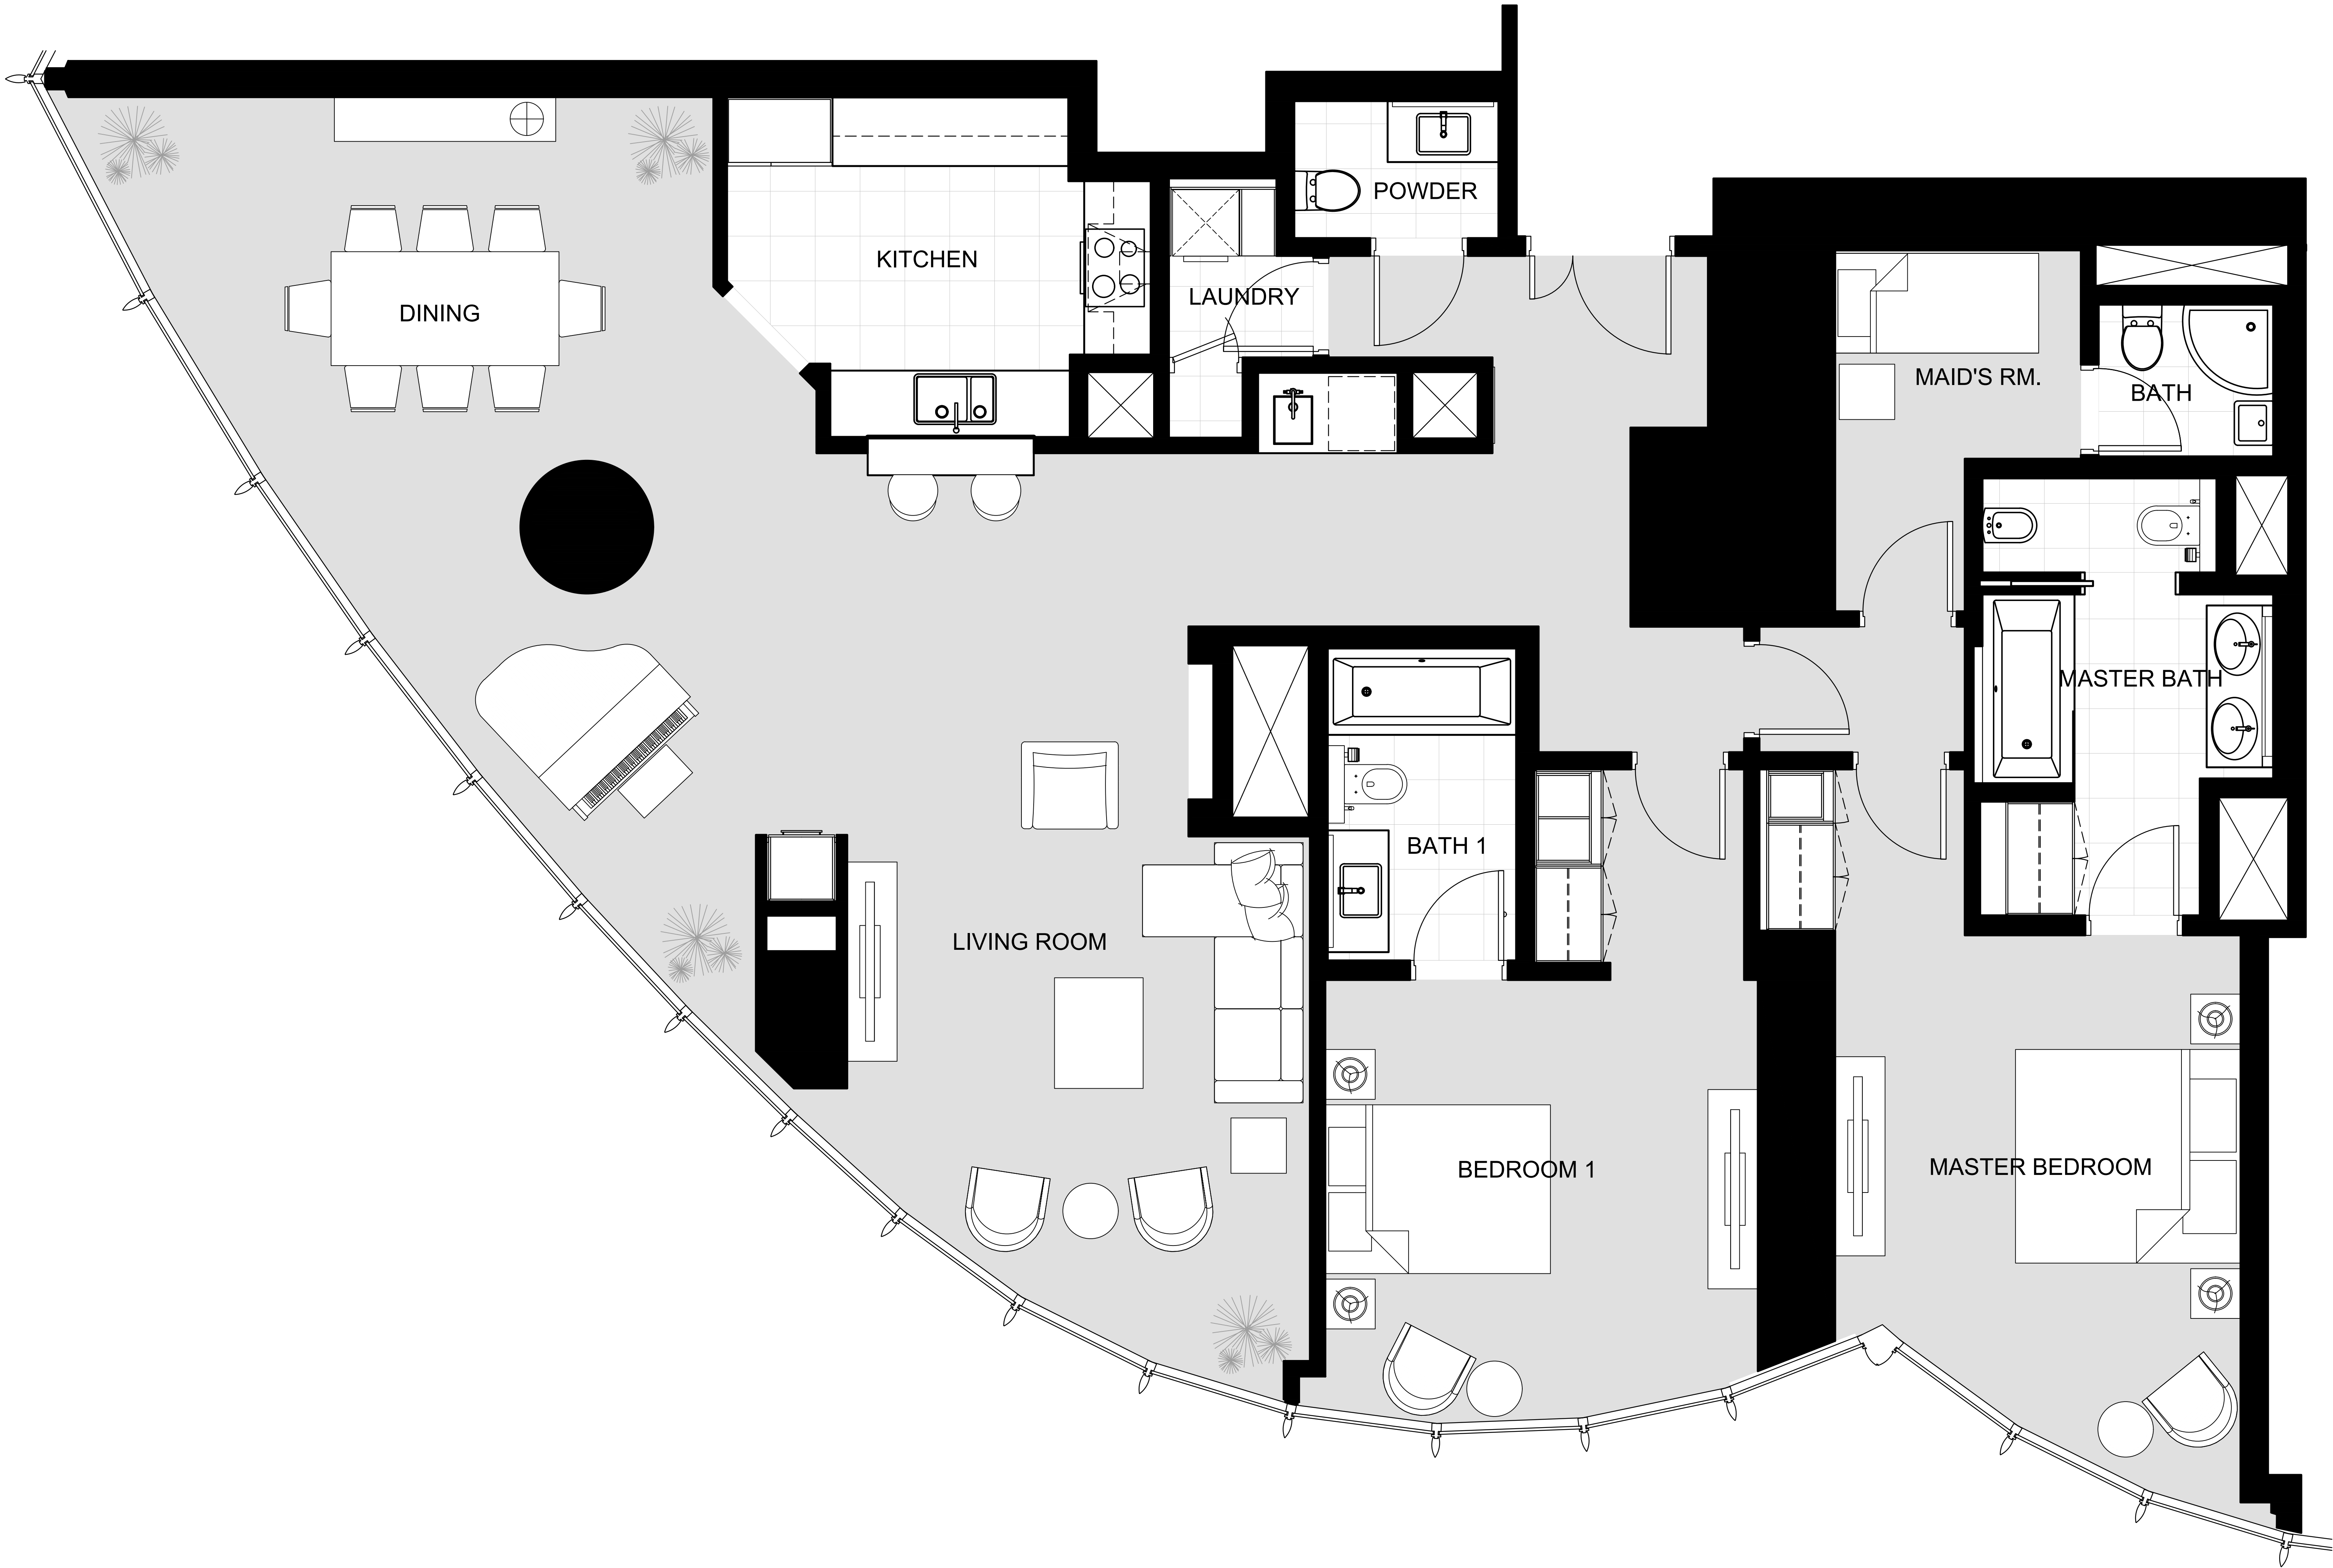 POWDER
KITCHEN
LAUNDRY
DINING
MAID'S RM.
BATH
MASTER BATH
BATH 1
LIVING ROOM
BEDROOM 1
MASTER BEDROOM